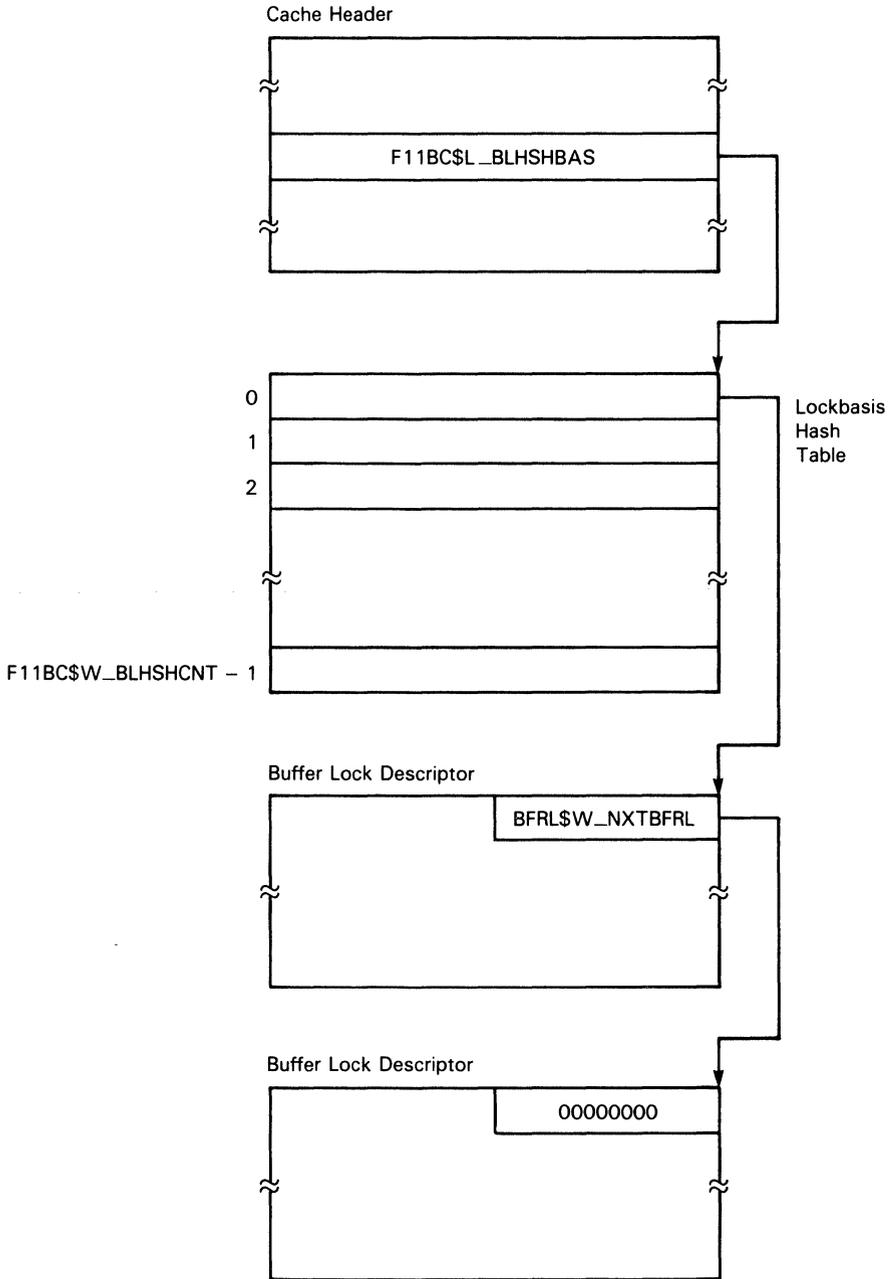 Cache Header
F11BC$L_BLHSHBAS
0
1
2
Lockbasis
Hash
Table
F11BC$W_BLHSHCNT – 1
Buffer Lock Descriptor
BFRL$W_NXTBFRL
Buffer Lock Descriptor
00000000